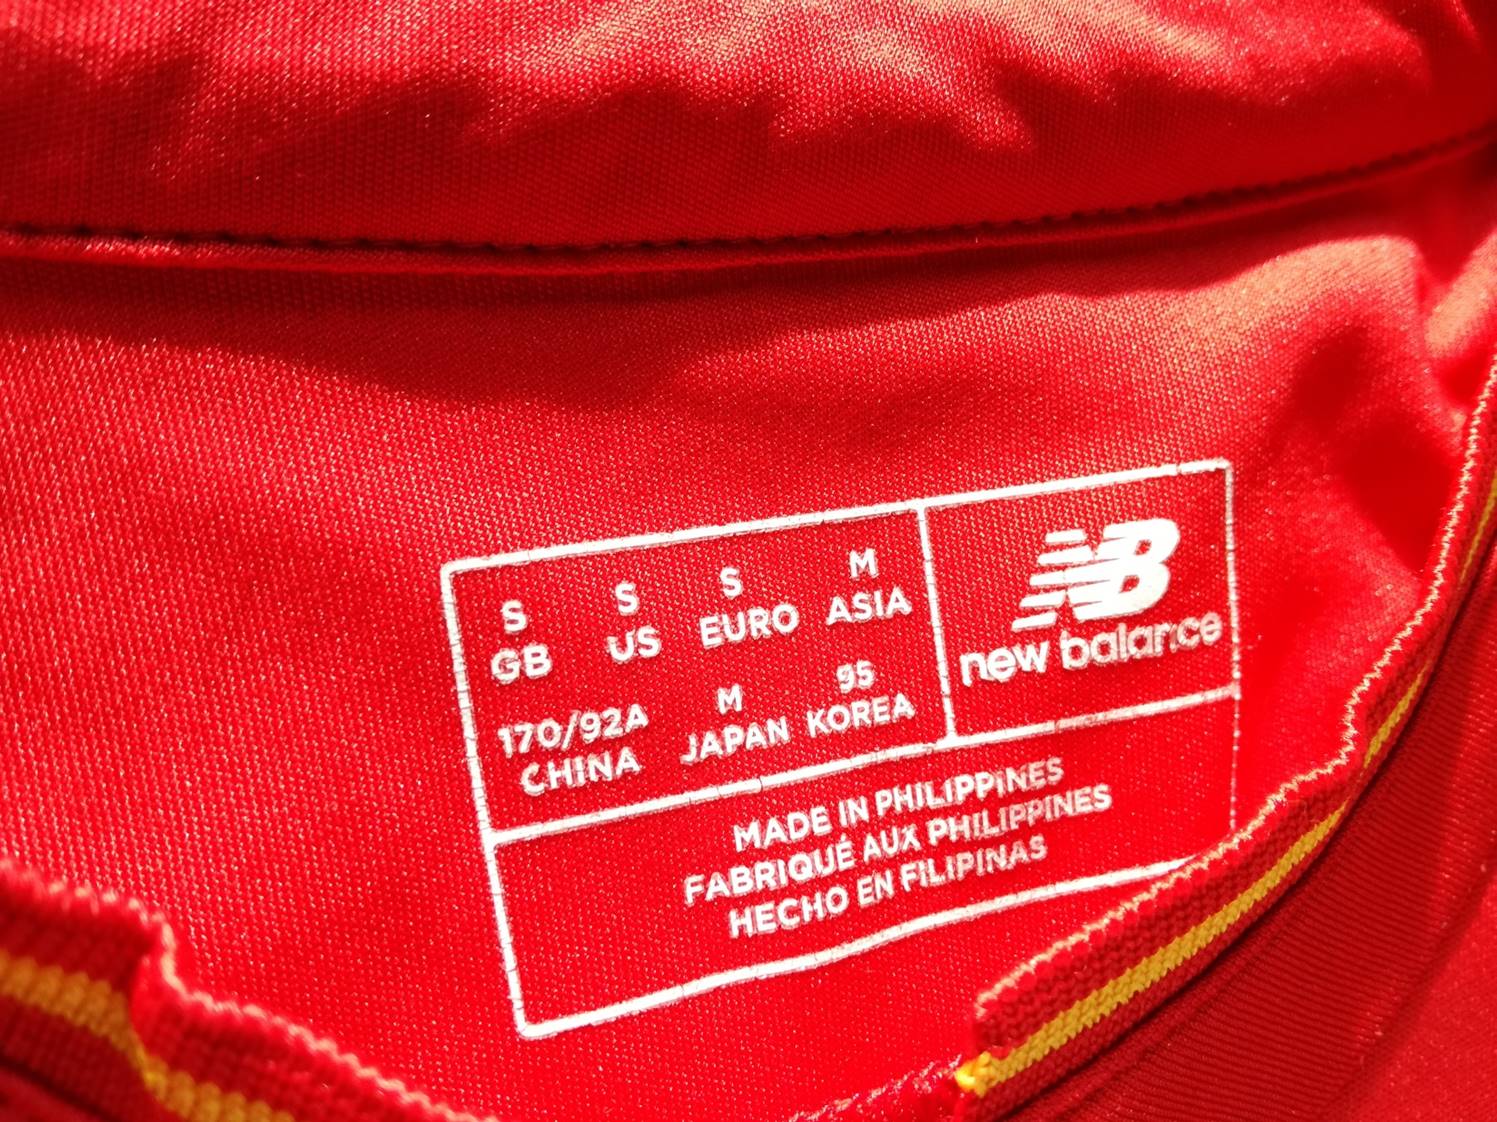 S S S M
GB US EURO ASIA
170/92A M 95
CHINA JAPAN KOREA
NB
new balance
MADE IN PHILIPPINES
FABRIQUÉ AUX PHILIPPINES
HECHO EN FILIPINAS